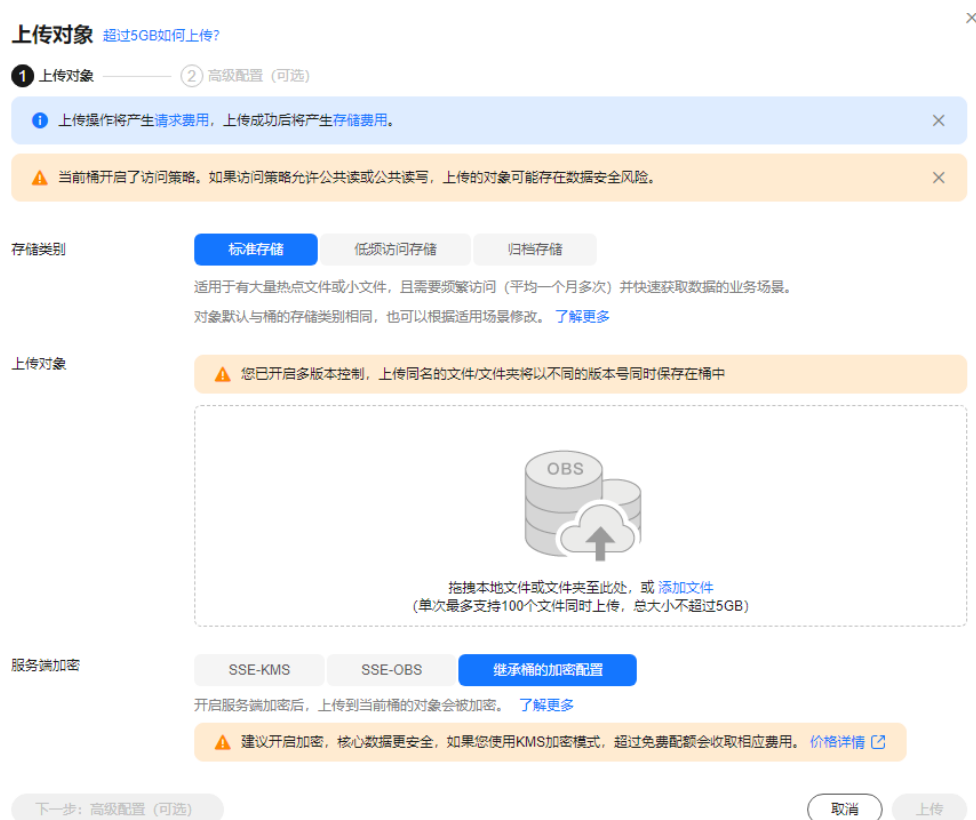 上传对象 超过5GB如何上传?
1 上传对象 2 高级配置（可选）
上传操作将产生请求费用，上传成功后将产生存储费用。
当前桶开启了访问策略。如果访问策略允许公共读或公共读写，上传的对象可能存在数据安全风险。
存储类别 标准存储 低频访问存储 归档存储
适用于有大量热点文件或小文件，且需要频繁访问（平均一个月多次）并快速获取数据的业务场景。
对象默认与桶的存储类别相同，也可以根据适用场景修改。 了解更多
上传对象 您已开启多版本控制，上传同名的文件/文件夹将以不同的版本号同时保存在桶中
OBS
拖拽本地文件或文件夹至此处，或 添加文件
（单次最多支持100个文件同时上传，总大小不超过5GB）
服务端加密 SSE-KMS SSE-OBS 继承桶的加密配置
开启服务端加密后，上传到当前桶的对象会被加密。 了解更多
建议开启加密，核心数据更安全，如果您使用KMS加密模式，超过免费配额会收取相应费用。 价格详情
下一步：高级配置（可选） 取消 上传